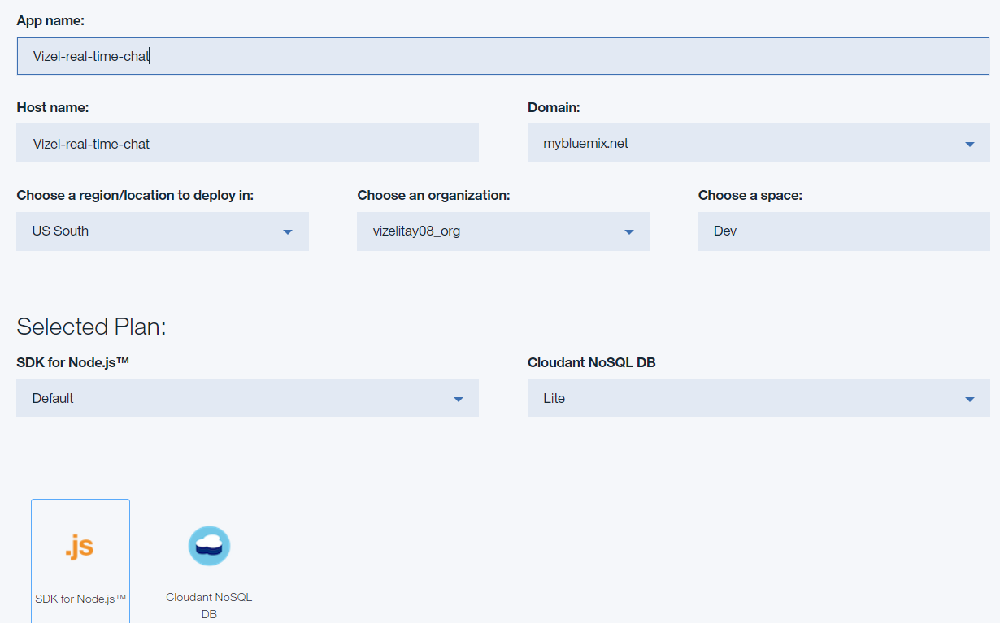 App name:
Vizel-real-time-chat
Host name:
Domain:
Vizel-real-time-chat
mybluemix.net
Choose a region/location to deploy in:
Choose an organization:
Choose a space:
US South
vizelitay08_org
Dev
Selected Plan:
SDK for Node.js™
Cloudant NoSQL DB
Default
Lite
.js
SDK for Node.js™
Cloudant NoSQL
DB